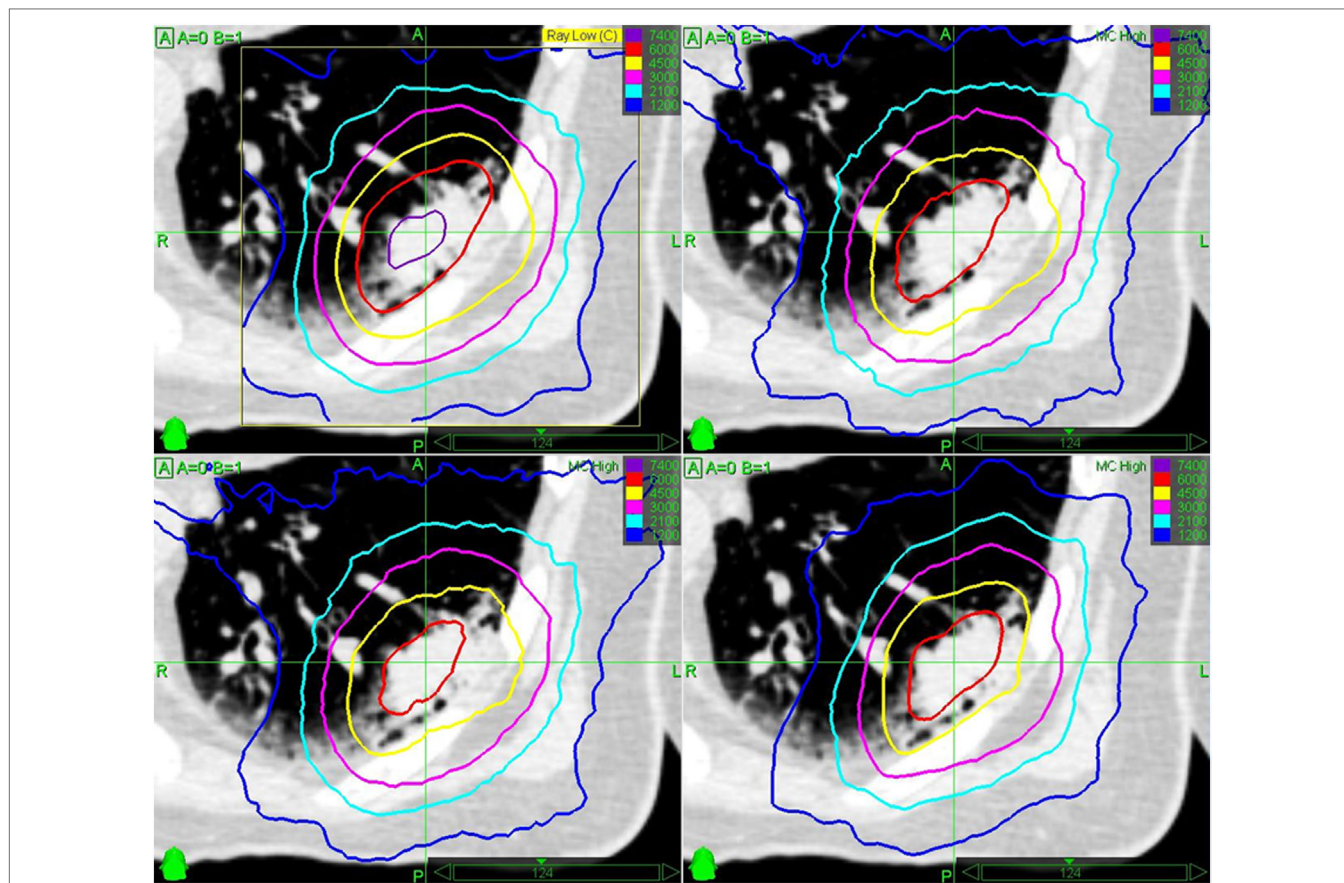 A A=0 B=1
A
Ray Low (C)
7400
6000
4500
3000
2100
1200
R
L
P
124
A A=0 B=1
A
MC High
7400
6000
4500
3000
2100
1200
R
L
P
124
A A=0 B=1
A
MC High
7400
6000
4500
3000
2100
1200
R
L
P
124
A A=0 B=1
A
MC High
7400
6000
4500
3000
2100
1200
R
L
P
124